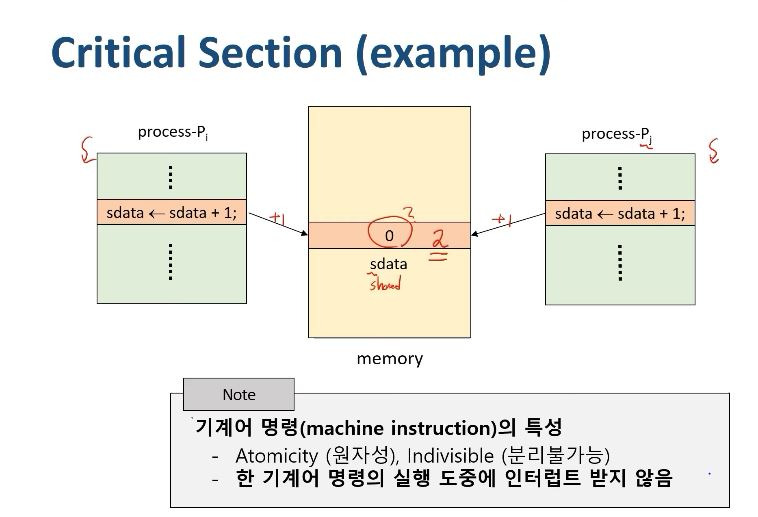 Critical Section (example)
process-Pi
process-Pj
sdata ← sdata + 1;
+1
0
?
2
+1
sdata ← sdata + 1;
sdata
shared
memory
Note
기계어 명령(machine instruction)의 특성
- Atomicity (원자성), Indivisible (분리불가능)
- 한 기계어 명령의 실행 도중에 인터럽트 받지 않음